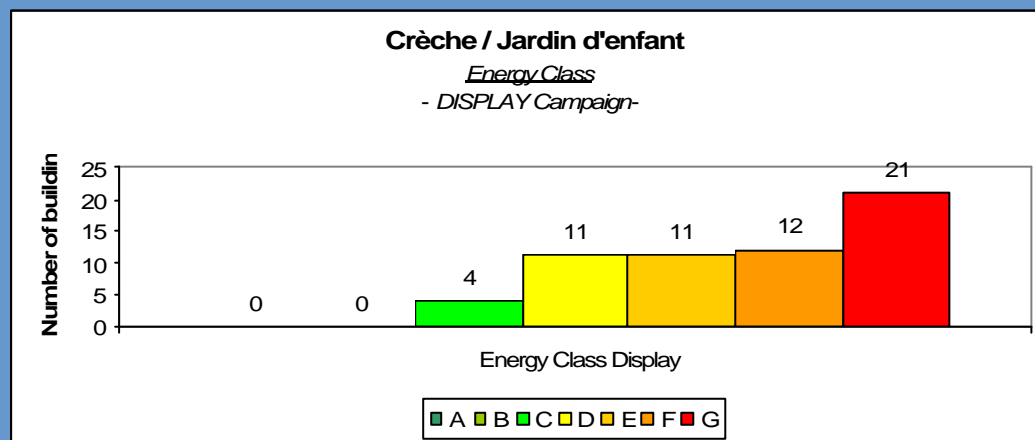 Crèche / Jardin d'enfant
Energy Class
- DISPLAY Campaign-
Number of buildin
25
20
15
10
5
0
0
0
4
11
11
12
21
Energy Class Display
A B C D E F G